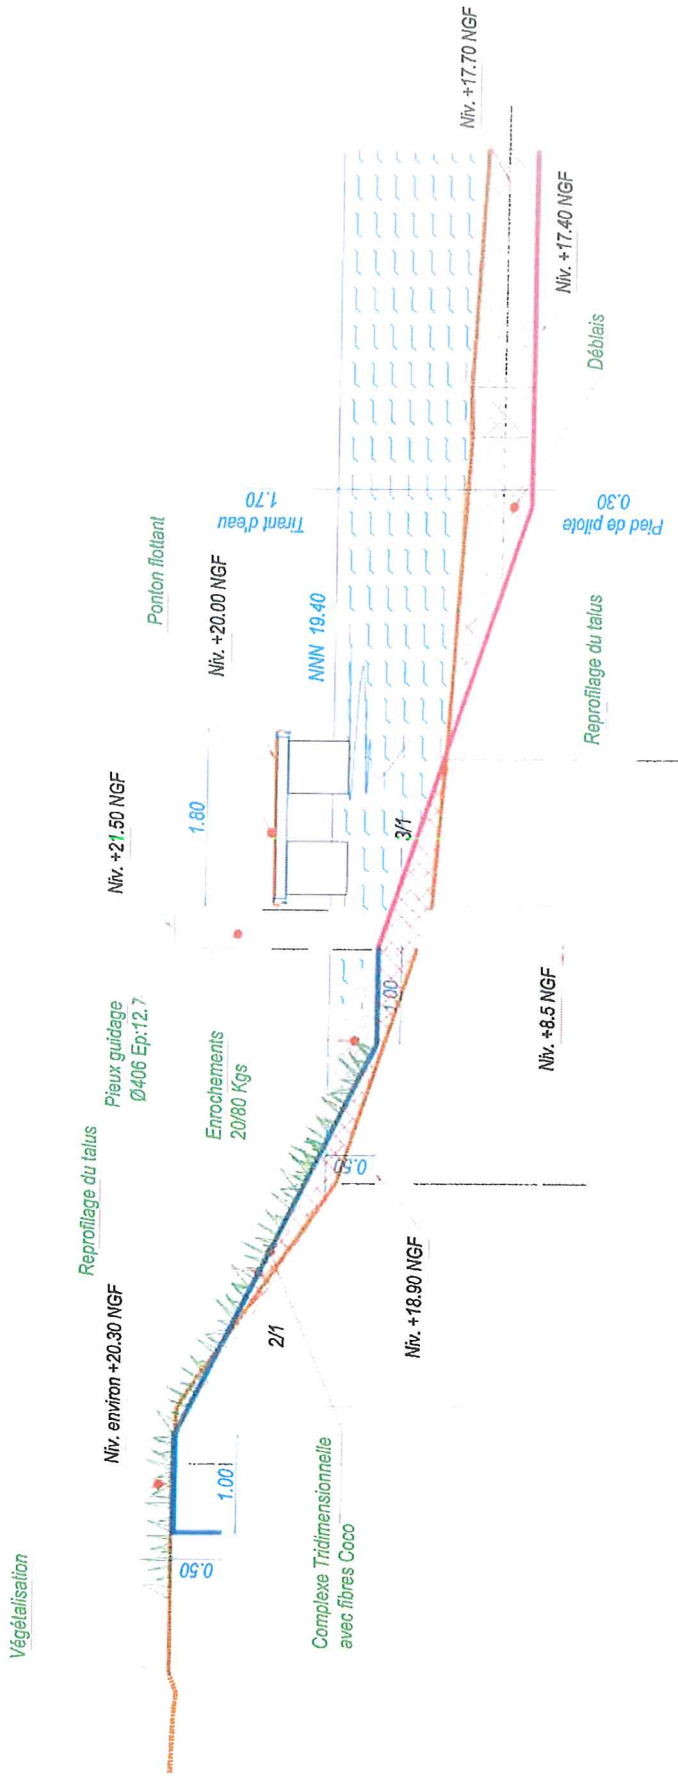 Végétalisation
Niv. environ +20.30 NGF
Reprofilage du talus
Pieux guidage
Ø406 Ep:12.7
Enrochements
20/80 Kgs
Niv. +21.50 NGF
1.80
Ponton flottant
Niv. +20.00 NGF
NNN 19.40
Tirant d'eau
1.70
Niv. +17.70 NGF
0.50
1.00
2/1
0.50
1.00
3/1
Complexe Tridimensionnelle
avec fibres Coco
Niv. +18.90 NGF
Niv. +8.5 NGF
Reprofilage du talus
Pied de pilote
0.30
Déblais
Niv. +17.40 NGF